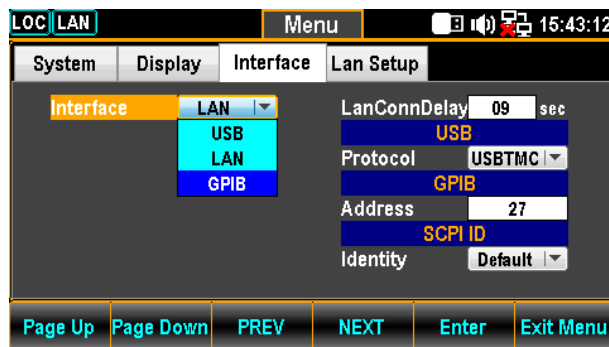 LOC LAN Menu 15:43:12
System Display Interface Lan Setup
Interface LAN
USB
LAN
GPIB
LanConnDelay 09 sec
USB
Protocol USBTMC
GPIB
Address 27
SCPI ID
Identity Default
Page Up Page Down PREV NEXT Enter Exit Menu